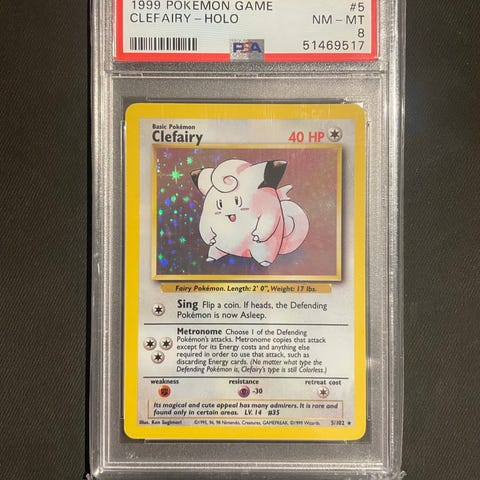 1999 POKEMON GAME #5
CLEFAIRY - HOLO NM - MT
8
PSA 51469517
Basic Pokémon
Clefairy 40 HP
Fairy Pokémon. Length: 2' 0", Weight: 17 lbs.
Sing Flip a coin. If heads, the Defending
Pokémon is now Asleep.
Metronome Choose 1 of the Defending
Pokémon's attacks. Metronome copies that attack
except for its Energy costs and anything else
required in order to use that attack, such as
discarding Energy cards. (No matter what type the
Defending Pokémon is, Clefairy's type is still Colorless.)
weakness resistance retreat cost
-30
Its magical and cute appeal has many admirers. It is rare and
found only in certain areas. LV. 14 #35
Illus. Ken Sugimori ©1995, 96, 98 Nintendo, Creatures, GAMEFREAK. ©1999 Wizards. 5/102 ★